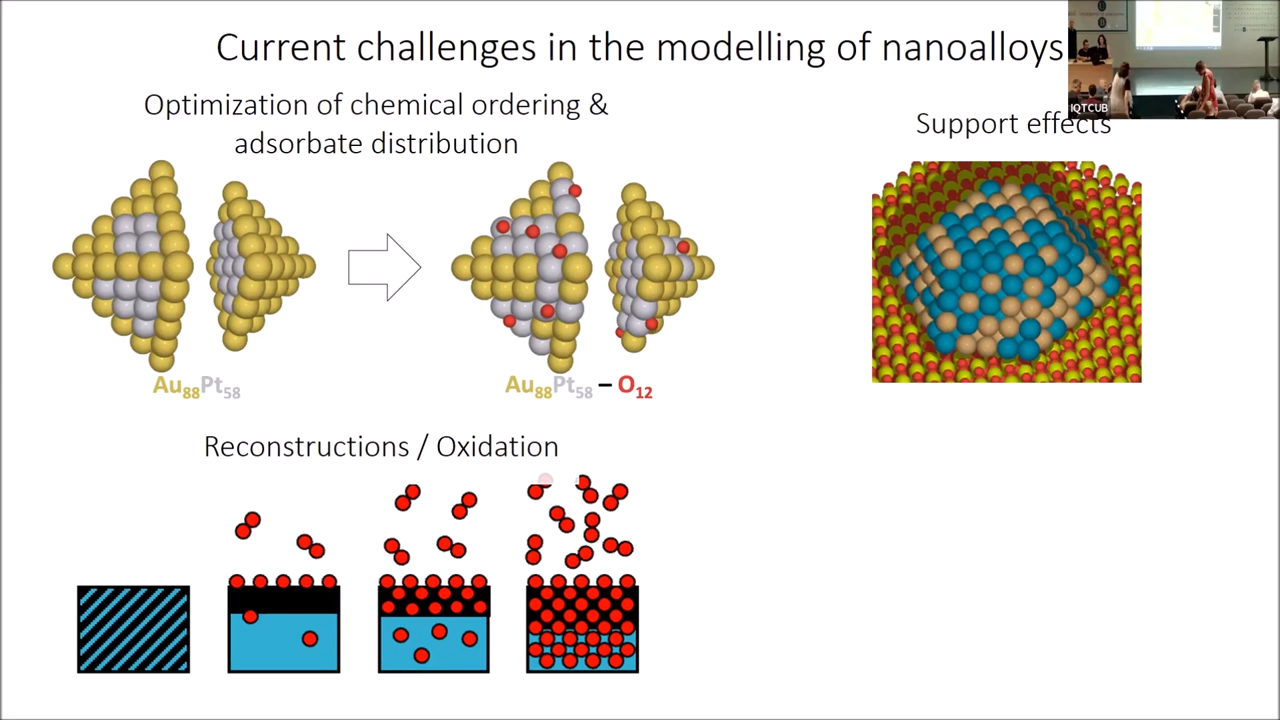 Current challenges in the modelling of nanoalloys
Optimization of chemical ordering &
adsorbate distribution
Support effects
Au88Pt58
Au88Pt58 – O12
Reconstructions / Oxidation
IQTCUB